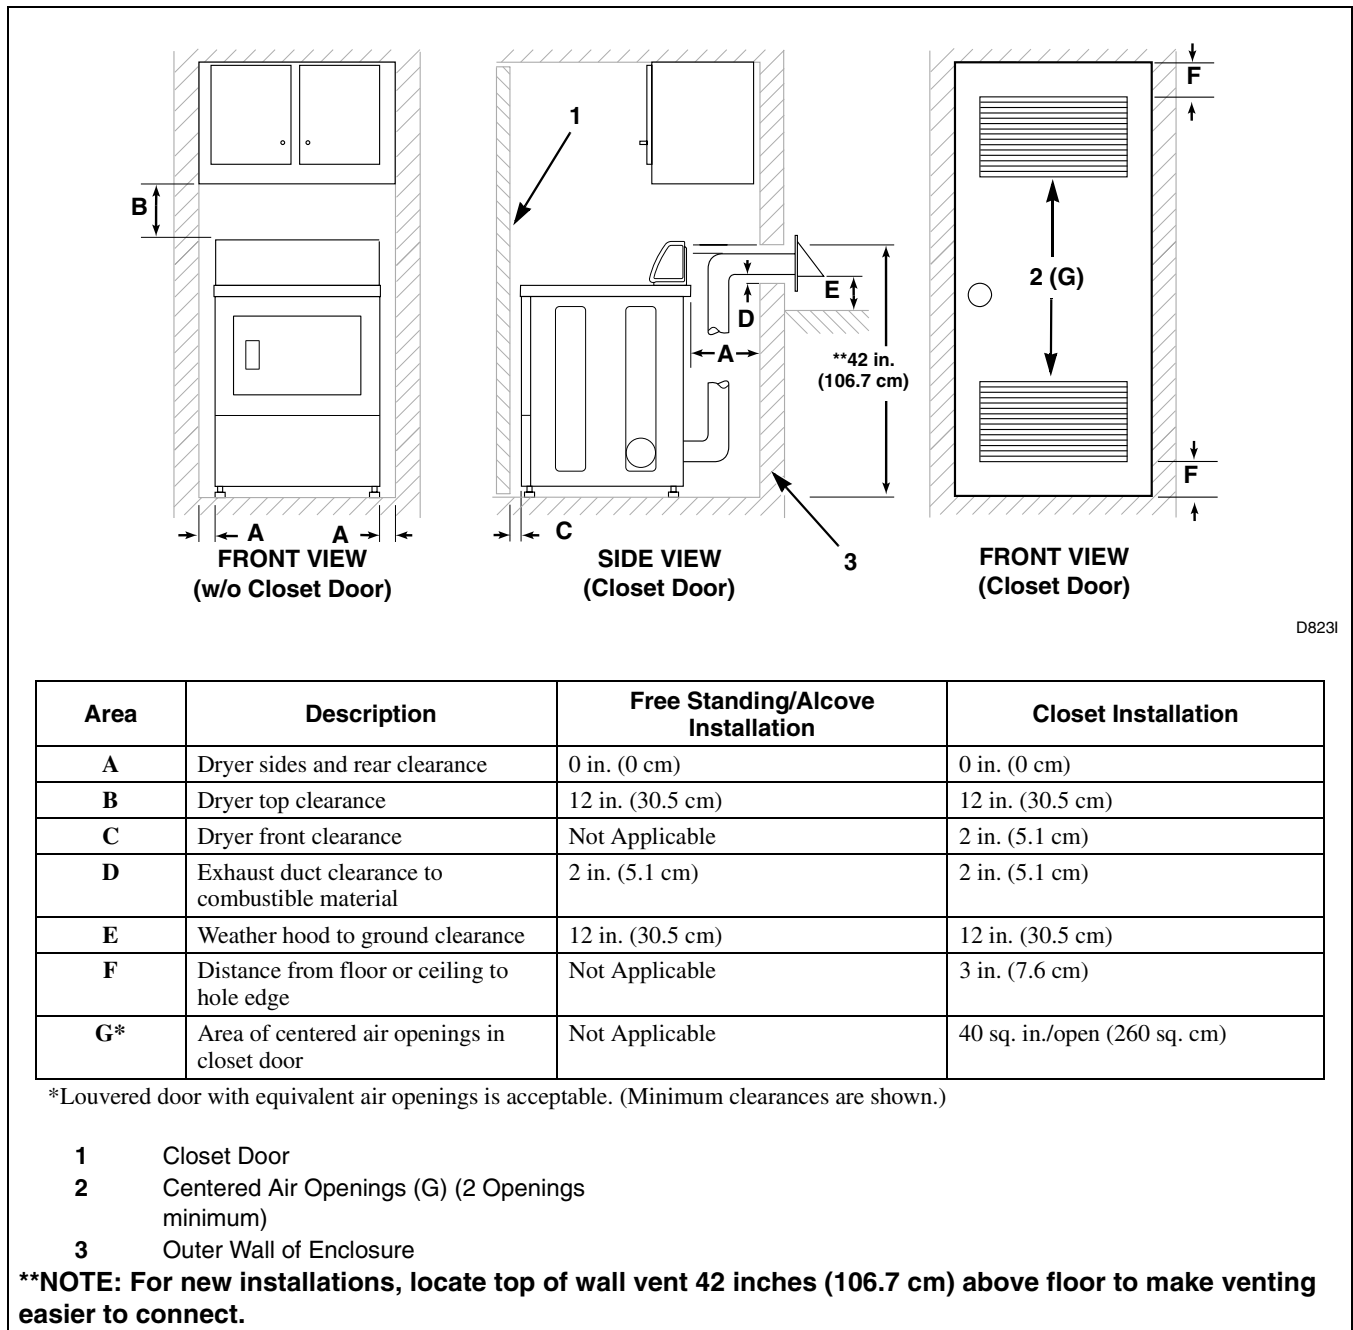 B
A
A
FRONT VIEW
(w/o Closet Door)
1
D
E
A
**42 in.
(106.7 cm)
C
SIDE VIEW
(Closet Door)
3
F
2 (G)
F
FRONT VIEW
(Closet Door)
D823I
Area Description Free Standing/Alcove Installation Closet Installation
A Dryer sides and rear clearance 0 in. (0 cm) 0 in. (0 cm)
B Dryer top clearance 12 in. (30.5 cm) 12 in. (30.5 cm)
C Dryer front clearance Not Applicable 2 in. (5.1 cm)
D Exhaust duct clearance to combustible material 2 in. (5.1 cm) 2 in. (5.1 cm)
E Weather hood to ground clearance 12 in. (30.5 cm) 12 in. (30.5 cm)
F Distance from floor or ceiling to hole edge Not Applicable 3 in. (7.6 cm)
G* Area of centered air openings in closet door Not Applicable 40 sq. in./open (260 sq. cm)
*Louvered door with equivalent air openings is acceptable. (Minimum clearances are shown.)
1 Closet Door
2 Centered Air Openings (G) (2 Openings
minimum)
3 Outer Wall of Enclosure
**NOTE: For new installations, locate top of wall vent 42 inches (106.7 cm) above floor to make venting
easier to connect.